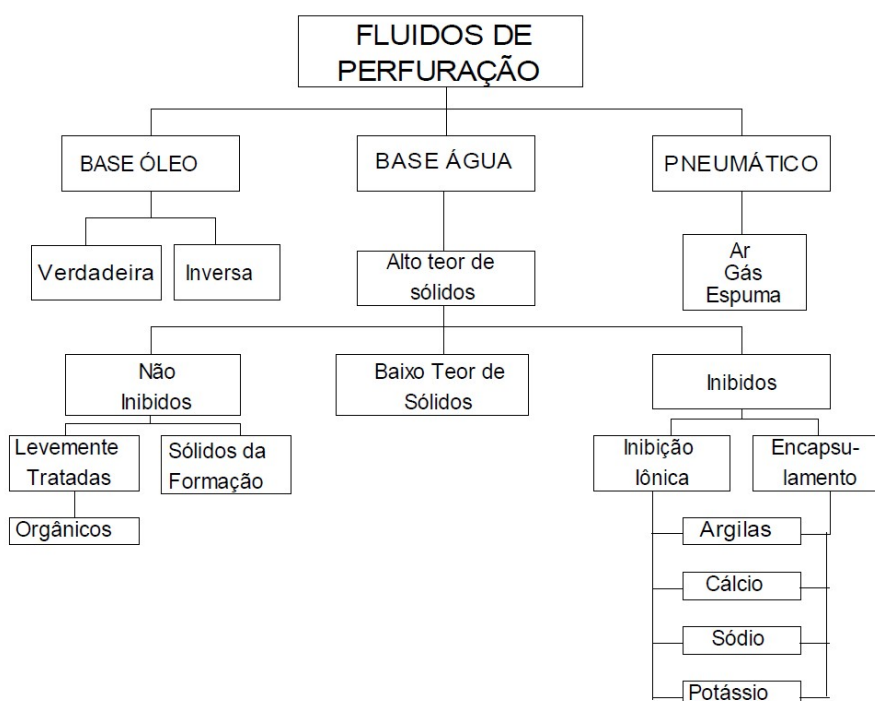 FLUIDOS DE
PERFURAÇÃO
BASE ÓLEO
BASE ÁGUA
PNEUMÁTICO
Verdadeira
Inversa
Alto teor de
sólidos
Ar
Gás
Espuma
Não
Inibidos
Baixo Teor de
Sólidos
Inibidos
Levemente
Tratadas
Sólidos da
Formação
Inibição
Iônica
Encapsu-
lamento
Orgânicos
Argilas
Cálcio
Sódio
Potássio